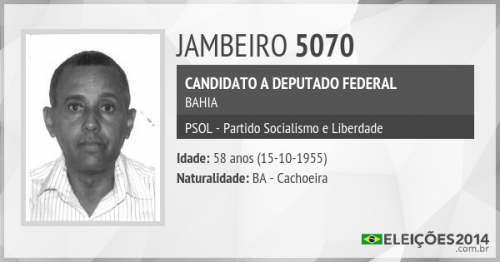 JAMBEIRO 5070
CANDIDATO A DEPUTADO FEDERAL
BAHIA
PSOL - Partido Socialismo e Liberdade
Idade: 58 anos (15-10-1955)
Naturalidade: BA - Cachoeira
ELEIÇÕES2014
.com.br